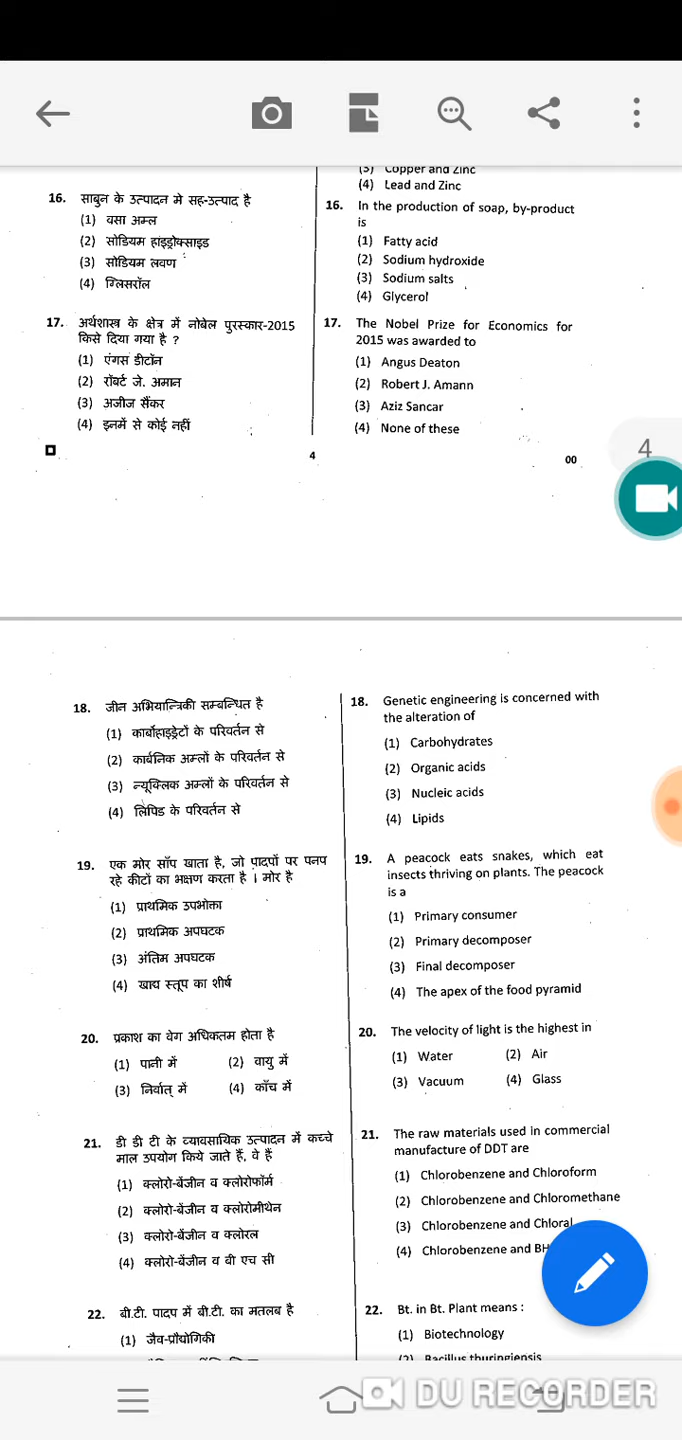 (3) Copper and Zinc
(4) Lead and Zinc
16. साबुन के उत्पादन मे सह-उत्पाद है
(1) वसा अम्ल
(2) सोडियम हाइड्रोक्साइड
(3) सोडियम लवण
(4) ग्लिसरॉल
16. In the production of soap, by-product
is
(1) Fatty acid
(2) Sodium hydroxide
(3) Sodium salts
(4) Glycerol
17. अर्थशास्त्र के क्षेत्र में नोबेल पुरस्कार-2015
किसे दिया गया है ?
(1) एंगस डीटॉन
(2) रॉबर्ट जे. अमान
(3) अजीज सैंकर
(4) इनमें से कोई नहीं
17. The Nobel Prize for Economics for
2015 was awarded to
(1) Angus Deaton
(2) Robert J. Amann
(3) Aziz Sancar
(4) None of these
4
00
4
18. जीन अभियान्त्रिकी सम्बन्धित है
(1) कार्बोहाइड्रेटों के परिवर्तन से
(2) कार्बनिक अम्लों के परिवर्तन से
(3) न्यूक्लिक अम्लों के परिवर्तन से
(4) लिपिड के परिवर्तन से
18. Genetic engineering is concerned with
the alteration of
(1) Carbohydrates
(2) Organic acids
(3) Nucleic acids
(4) Lipids
19. एक मोर साँप खाता है, जो पादपों पर पनप
रहे कीटों का भक्षण करता है । मोर है
(1) प्राथमिक उपभोक्ता
(2) प्राथमिक अपघटक
(3) अंतिम अपघटक
(4) खाद्य स्तूप का शीर्ष
19. A peacock eats snakes, which eat
insects thriving on plants. The peacock
is a
(1) Primary consumer
(2) Primary decomposer
(3) Final decomposer
(4) The apex of the food pyramid
20. प्रकाश का वेग अधिकतम होता है
(1) पानी में (2) वायु में
(3) निर्वात् में (4) काँच में
20. The velocity of light is the highest in
(1) Water (2) Air
(3) Vacuum (4) Glass
21. डी डी टी के व्यावसायिक उत्पादन में कच्चे
माल उपयोग किये जाते हैं, वे हैं
(1) क्लोरो-बेंजीन व क्लोरोफॉर्म
(2) क्लोरो-बेंजीन व क्लोरोमीथेन
(3) क्लोरो-बेंजीन व क्लोरल
(4) क्लोरो-बेंजीन व बी एच सी
21. The raw materials used in commercial
manufacture of DDT are
(1) Chlorobenzene and Chloroform
(2) Chlorobenzene and Chloromethane
(3) Chlorobenzene and Chloral
(4) Chlorobenzene and BH
22. बी.टी. पादप में बी.टी. का मतलब है
(1) जैव-प्रौयोगिकी
22. Bt. in Bt. Plant means :
(1) Biotechnology
(2) Bacillus thuringiensis
DU RECORDER